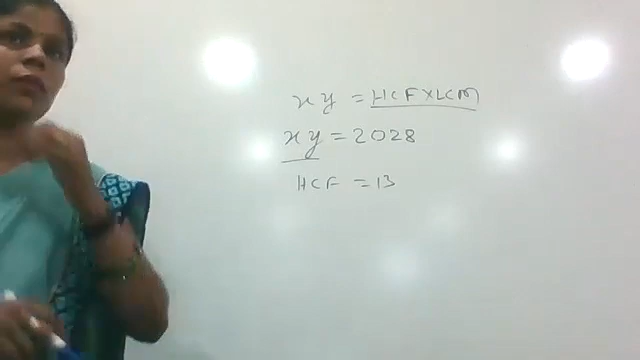 xy = HCF×LCM
xy = 2028
HCF = 13